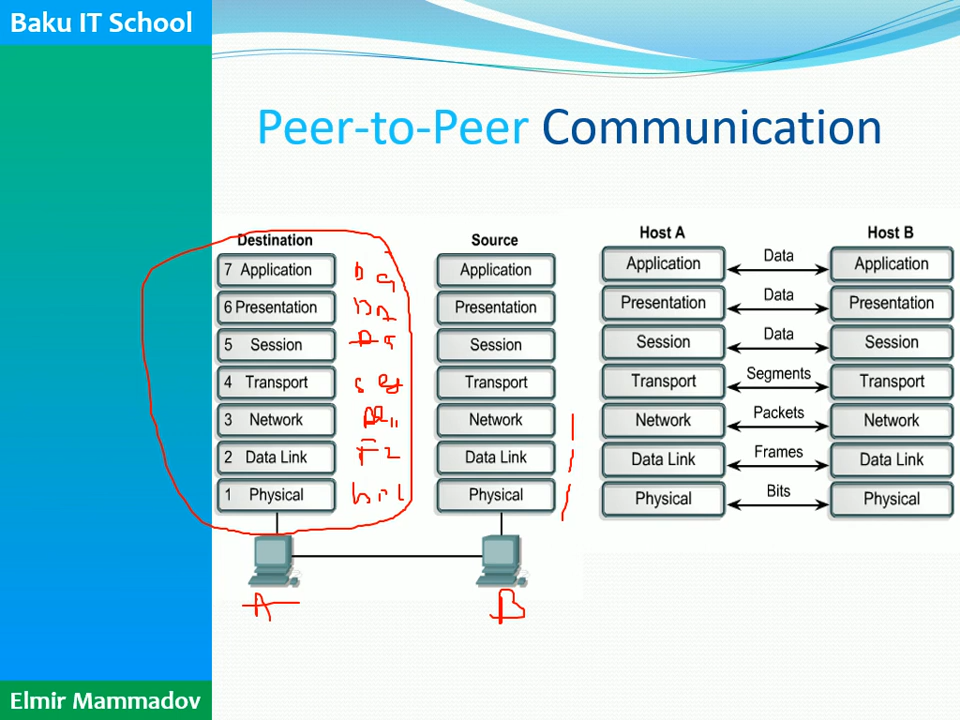 Baku IT School
Peer-to-Peer Communication
Destination
7 Application
6 Presentation
5 Session
4 Transport
3 Network
2 Data Link
1 Physical
A
Source
Application
Presentation
Session
Transport
Network
Data Link
Physical
B
Host A Host B
Application Data Application
Presentation Data Presentation
Session Data Session
Transport Segments Transport
Network Packets Network
Data Link Frames Data Link
Physical Bits Physical
Elmir Mammadov